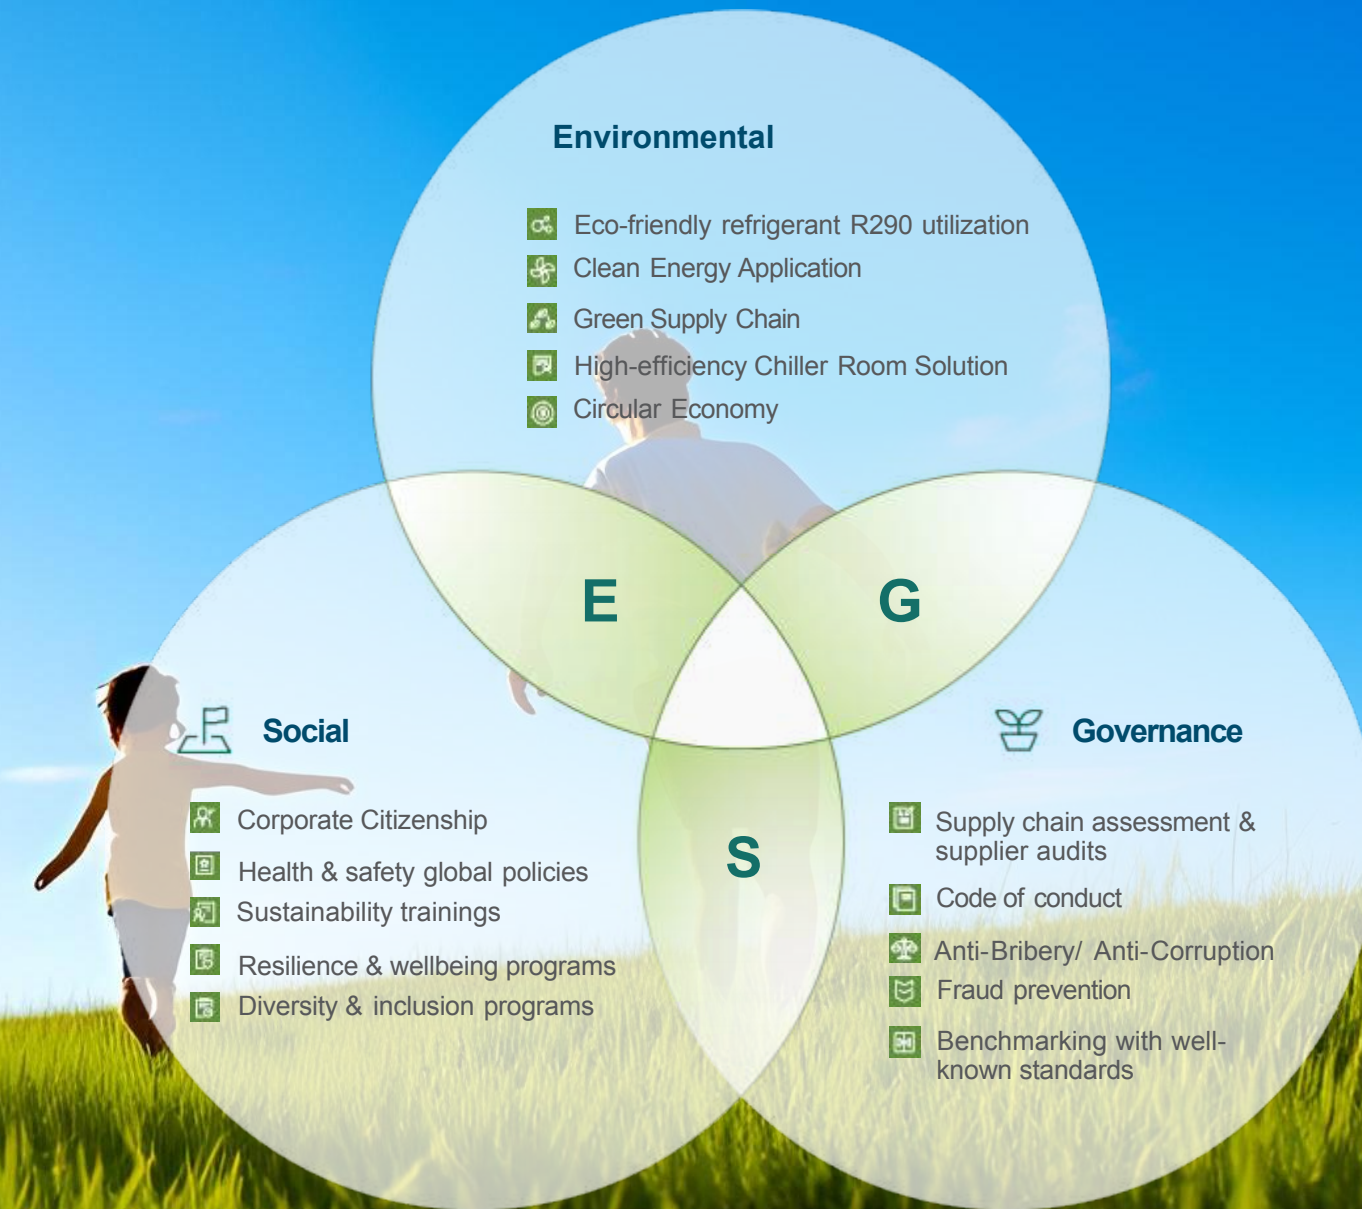 Environmental
Eco-friendly refrigerant R290 utilization
Clean Energy Application
Green Supply Chain
High-efficiency Chiller Room Solution
Circular Economy
E
G
S
Social
Corporate Citizenship
Health & safety global policies
Sustainability trainings
Resilience & wellbeing programs
Diversity & inclusion programs
Governance
Supply chain assessment &
supplier audits
Code of conduct
Anti-Bribery/ Anti-Corruption
Fraud prevention
Benchmarking with well-
known standards